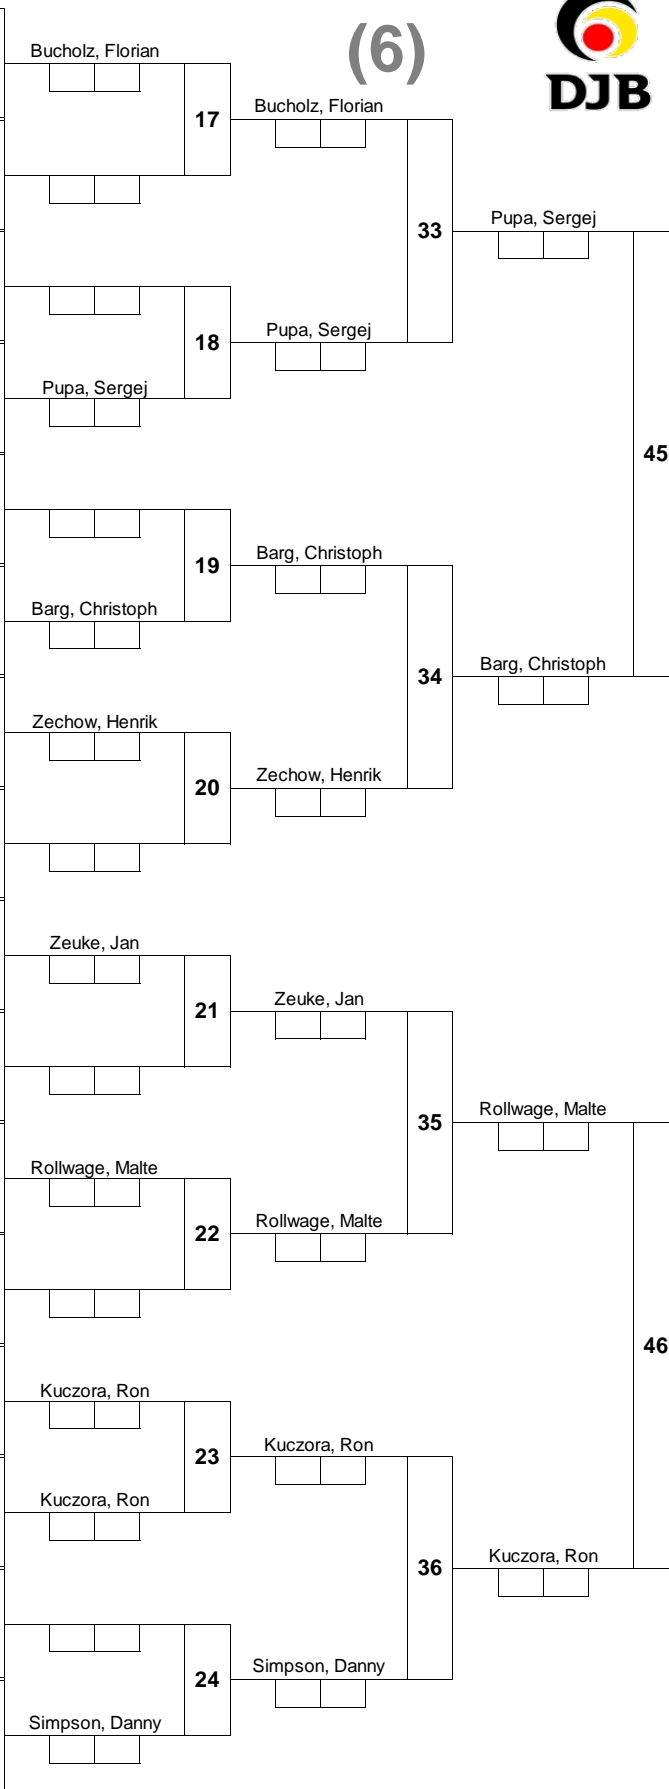 (6)
DJB
Bucholz, Florian
17
Bucholz, Florian
33
Pupa, Sergej
18
Pupa, Sergej
Pupa, Sergej
45
19
Barg, Christoph
Barg, Christoph
34
Barg, Christoph
Zechow, Henrik
20
Zechow, Henrik
Zeuke, Jan
21
Zeuke, Jan
35
Rollwage, Malte
Rollwage, Malte
22
Rollwage, Malte
46
Kuczora, Ron
23
Kuczora, Ron
Kuczora, Ron
36
Kuczora, Ron
24
Simpson, Danny
Simpson, Danny